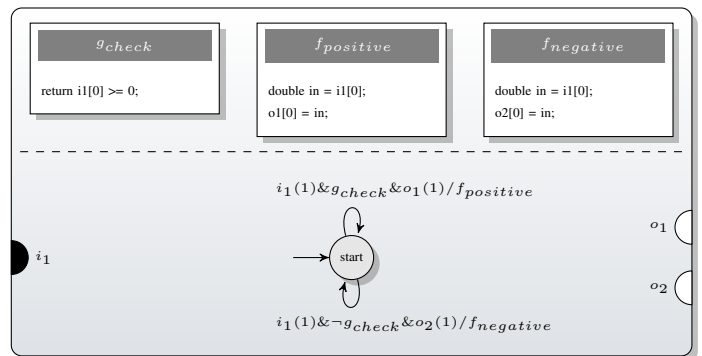 g_check
return i1[0] >= 0;
f_positive
double in = i1[0];
o1[0] = in;
f_negative
double in = i1[0];
o2[0] = in;
i_1(1)&g_check&o_1(1)/f_positive
i_1
start
o_1
o_2
i_1(1)&¬g_check&o_2(1)/f_negative